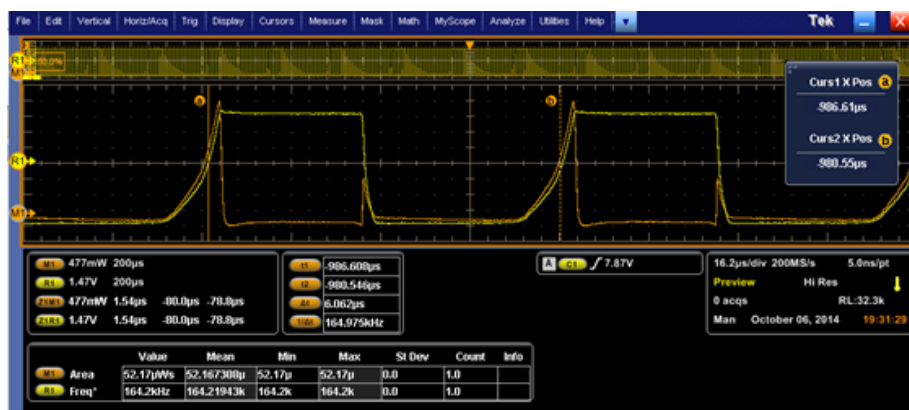 File Edit Vertical Horiz/Acq Trig Display Cursors Measure Mask Math MyScope Analyze Utilities Help Tek X
R1
M1
a b
Curs1 X Pos a
-986.61µs
Curs2 X Pos b
-980.55µs
R1
M1
M1 477mW 200µs
R1 1.47V 200µs
Z1M1 477mW 1.54µs -80.0µs -78.8µs
Z1R1 1.47V 1.54µs -80.0µs -78.8µs
t1 -986.608µs
t2 -980.546µs
Δt 6.062µs
1/Δt 164.975kHz
A C1 7.87V
16.2µs/div 200MS/s 5.0ns/pt
Preview Hi Res
0 acqs RL:32.3k
Man October 06, 2014 19:31:29
Value Mean Min Max St Dev Count Info
M1 Area 52.17µWs 52.167308µ 52.17µ 52.17µ 0.0 1.0
R1 Freq* 164.2kHz 164.21943k 164.2k 164.2k 0.0 1.0